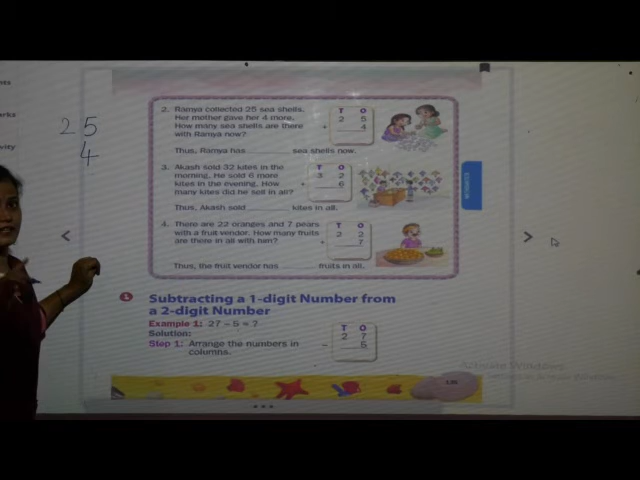 25
4
2. Ramya collected 25 sea shells.
Her mother gave her 4 more.
How many sea shells are there
with Ramya now?
T O
2 5
+ 4
Thus, Ramya has ________ sea shells now.
3. Akash sold 32 kites in the
morning. He sold 6 more
kites in the evening. How
many kites did he sell in all?
T O
3 2
+ 6
Thus, Akash sold ________ kites in all.
4. There are 22 oranges and 7 pears
with a fruit vendor. How many fruits
are there in all with him?
T O
2 2
+ 7
Thus, the fruit vendor has ________ fruits in all.
Subtracting a 1-digit Number from
a 2-digit Number
Example 1: 27 – 5 = ?
Solution:
Step 1: Arrange the numbers in
columns.
T O
2 7
– 5
Activate Windows